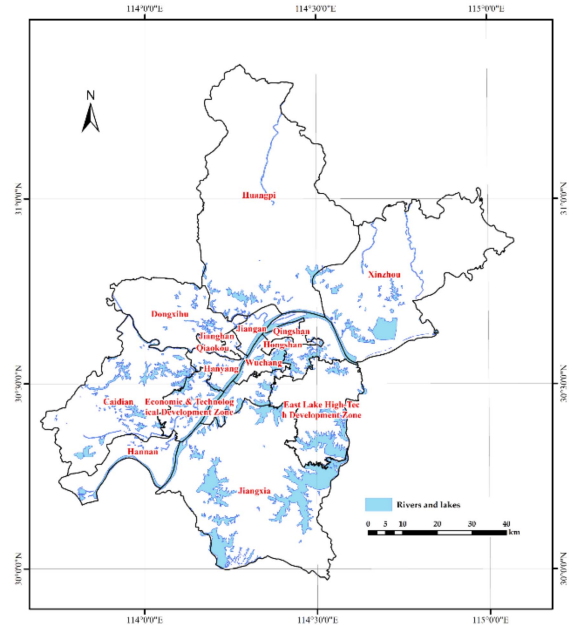 114°0'0"E 114°30'0"E 115°0'0"E
N
31°0'0"N 31°0'0"N
Huangpi
Xinzhou
Dongxihu
Jiangan
Qingshan
Jianghan
Qiaokou
Hongshan
Wuchang
Hanyang
Caidian
Economic & Technolog
ical Development Zone
East Lake High-Tec
h Development Zone
30°30'0"N 30°30'0"N
Hannan
Jiangxia
Rivers and lakes
0 5 10 20 30 40
km
30°0'0"N 30°0'0"N
114°0'0"E 114°30'0"E 115°0'0"E